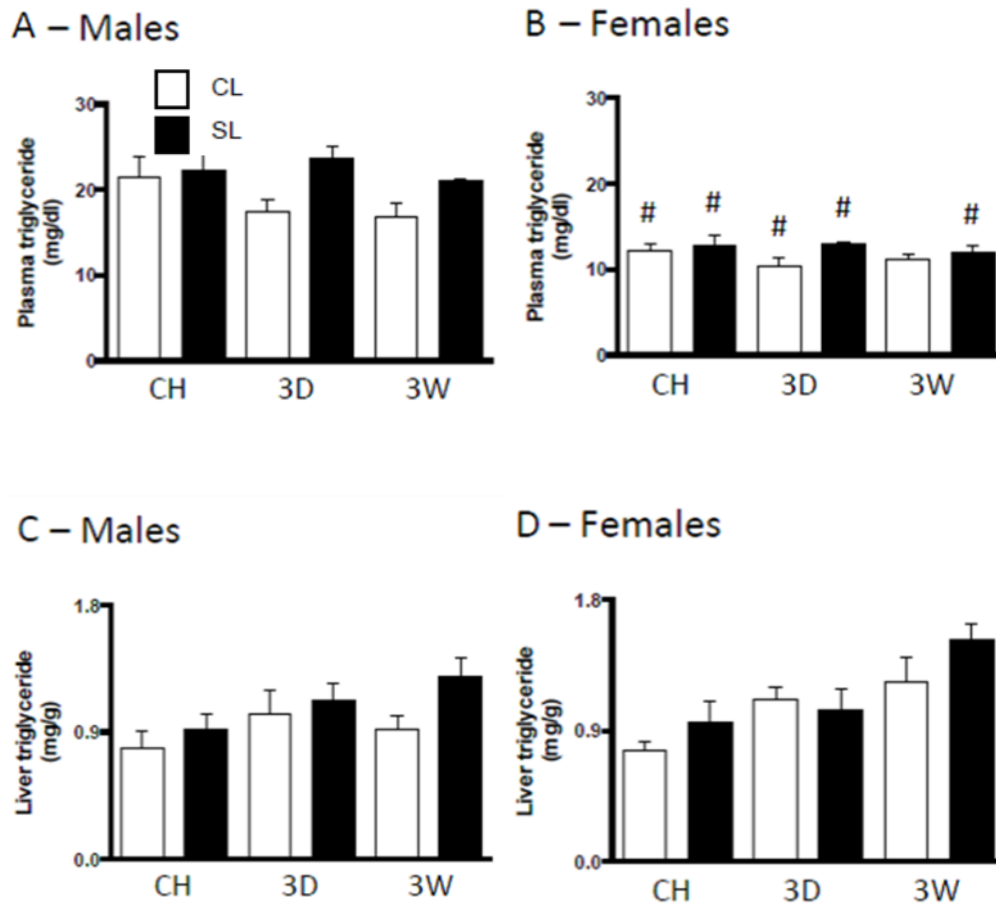 A – Males
CL
SL
Plasma triglyceride
(mg/dl)
30
20
10
0
CH 3D 3W
B – Females
Plasma triglyceride
(mg/dl)
30
20
10
0
# # # # #
CH 3D 3W
C – Males
Liver triglyceride
(mg/g)
1.8
0.9
0.0
CH 3D 3W
D – Females
Liver triglyceride
(mg/g)
1.8
0.9
0.0
CH 3D 3W